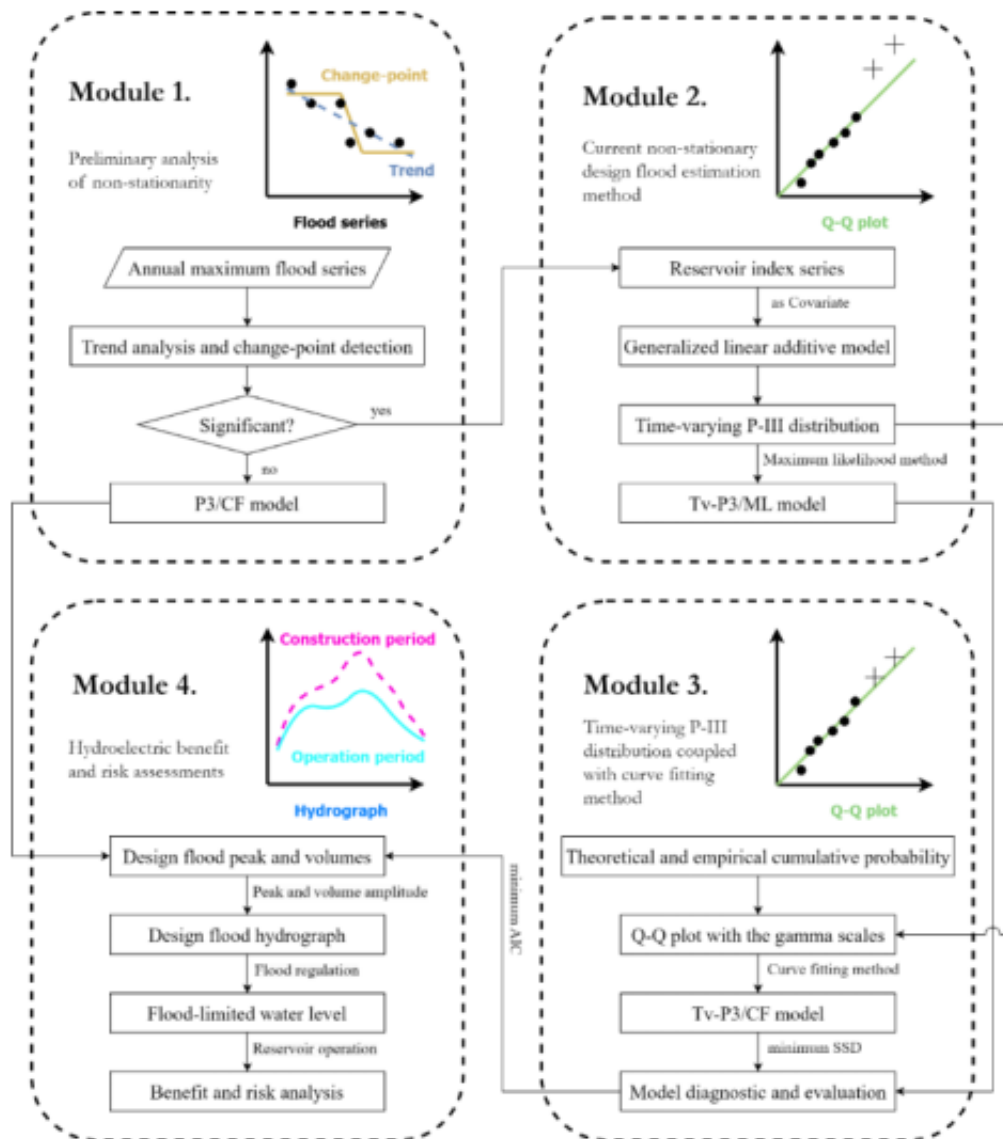 Module 1.
Preliminary analysis
of non-stationarity
Change-point
Trend
Flood series
Annual maximum flood series
Trend analysis and change-point detection
Significant?
yes
no
P3/CF model
Module 2.
Current non-stationary
design flood estimation
method
Q-Q plot
Reservoir index series
as Covariate
Generalized linear additive model
Time-varying P-III distribution
Maximum likelihood method
Tv-P3/ML model
Module 4.
Hydroelectric benefit
and risk assessments
Construction period
Operation period
Hydrograph
Design flood peak and volumes
Peak and volume amplitude
Design flood hydrograph
Flood regulation
Flood-limited water level
Reservoir operation
Benefit and risk analysis
minimum AIC
Module 3.
Time-varying P-III
distribution coupled
with curve fitting
method
Q-Q plot
Theoretical and empirical cumulative probability
Q-Q plot with the gamma scales
Curve fitting method
Tv-P3/CF model
minimum SSD
Model diagnostic and evaluation